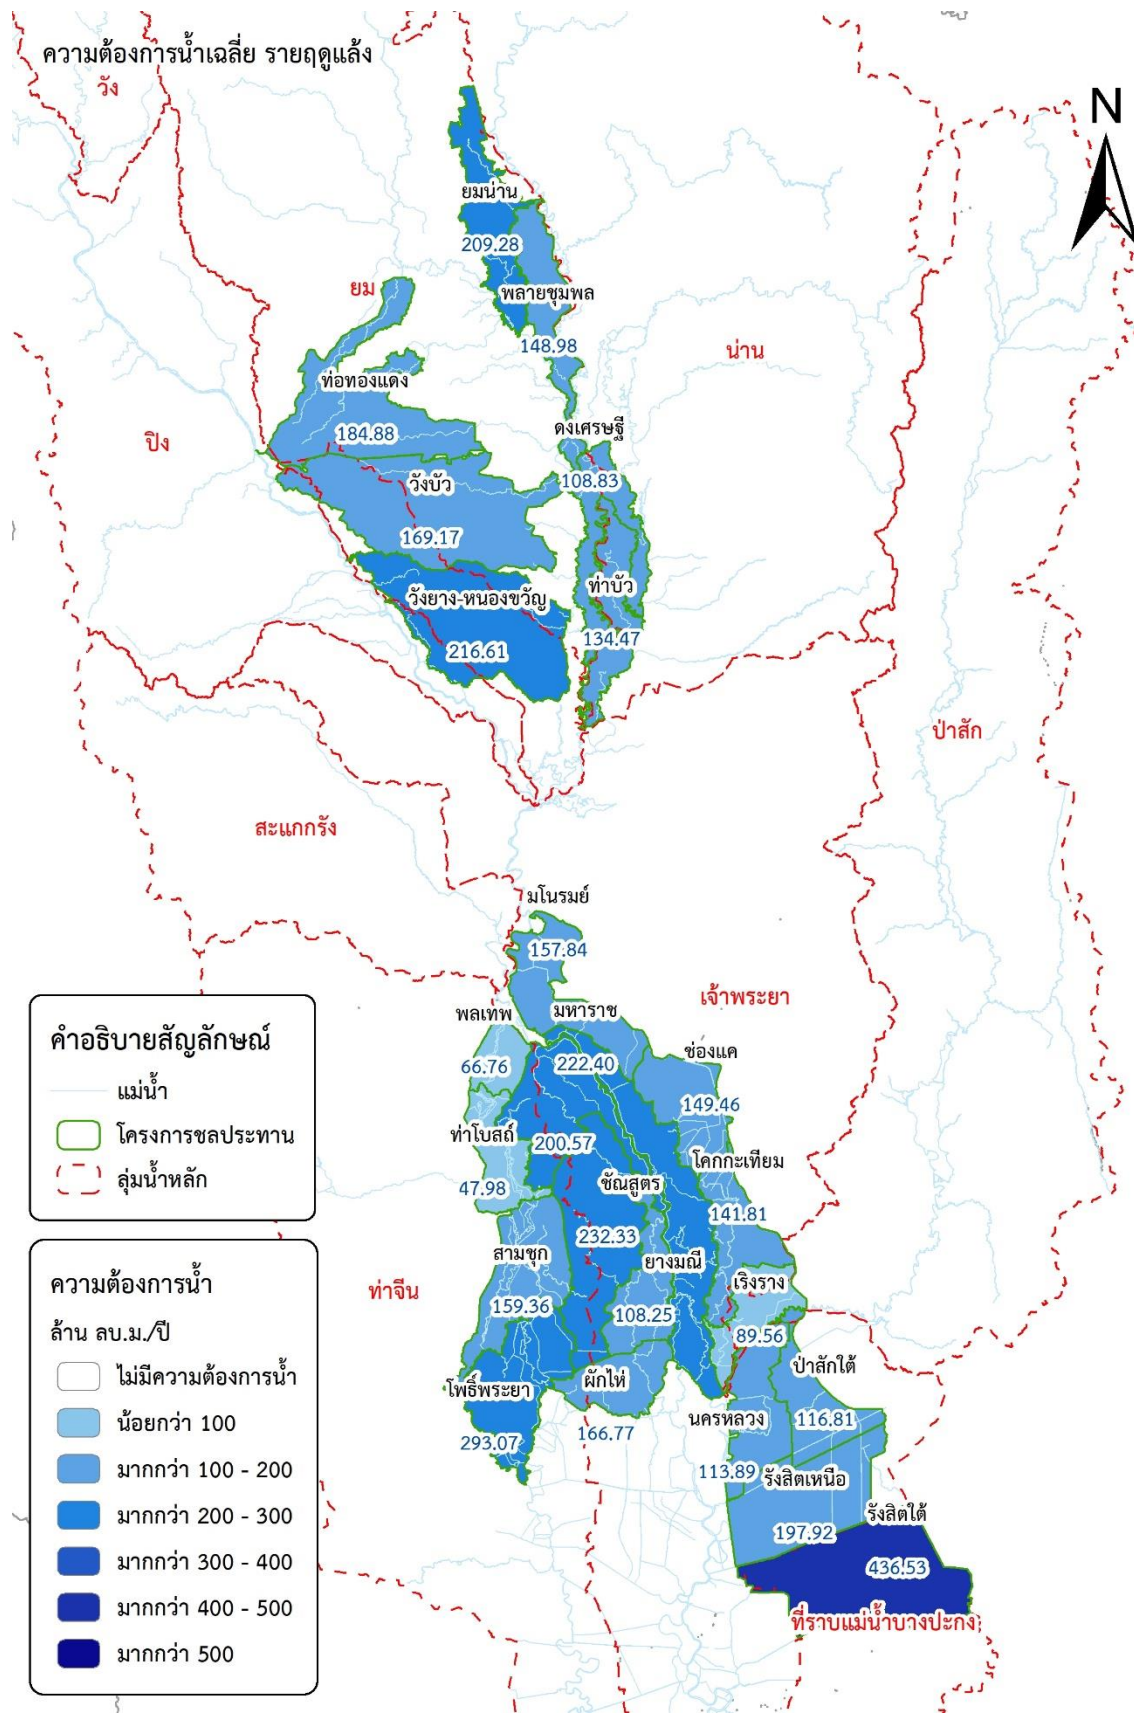 ความต้องการน้ำเฉลี่ย รายฤดูแล้ง
วัง
N
ยมน่าน
209.28
ยม
พลายชุมพล
148.98
น่าน
ท่อทองแดง
184.88
ปิง
ดงเศรษฐี
108.83
วังบัว
169.17
วังยาง-หนองขวัญ
216.61
ท่าบัว
134.47
ป่าสัก
สะแกกรัง
มโนรมย์
157.84
เจ้าพระยา
พลเทพ
66.76
มหาราช
222.40
ช่องแค
149.46
ท่าโบสถ์
47.98
200.57
โคกกะเทียม
141.81
ชัณสูตร
232.33
สามชุก
159.36
ยางมณี
108.25
เริงราง
89.56
ท่าจีน
ป่าสักใต้
116.81
โพธิ์พระยา
293.07
ผักไห่
166.77
นครหลวง
113.89
รังสิตเหนือ
197.92
รังสิตใต้
436.53
ที่ราบแม่น้ำบางปะกง
คำอธิบายสัญลักษณ์
แม่น้ำ
โครงการชลประทาน
ลุ่มน้ำหลัก
ความต้องการน้ำ
ล้าน ลบ.ม./ปี
ไม่มีความต้องการน้ำ
น้อยกว่า 100
มากกว่า 100 - 200
มากกว่า 200 - 300
มากกว่า 300 - 400
มากกว่า 400 - 500
มากกว่า 500